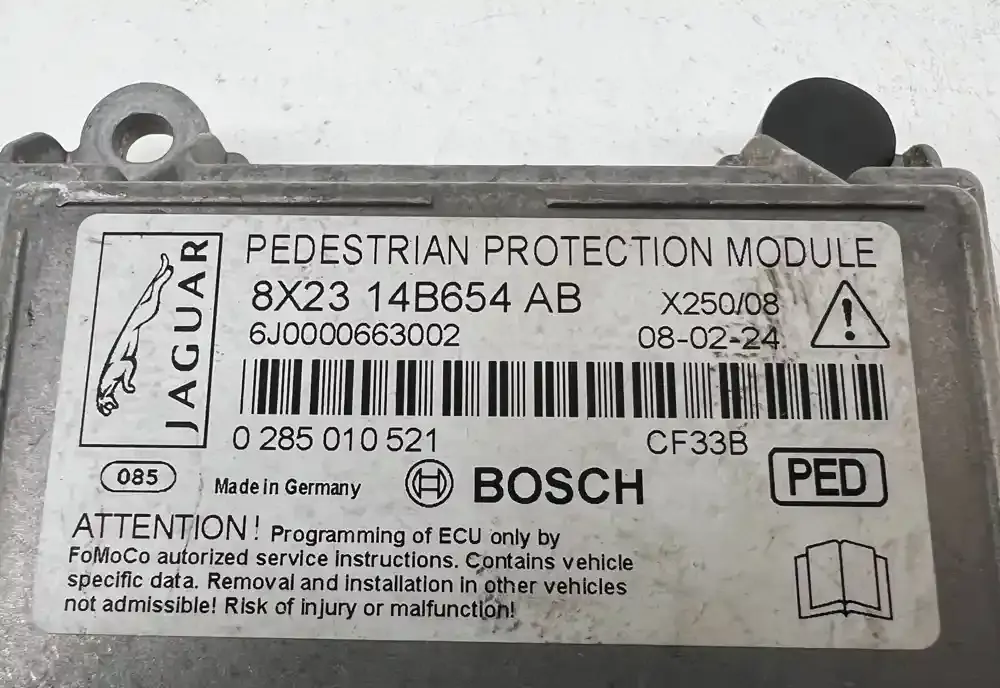 JAGUAR
PEDESTRIAN PROTECTION MODULE
8X23 14B654 AB X250/08
6J0000663002 08-02-24
0 285 010 521 CF33B
085 Made in Germany BOSCH PED
ATTENTION! Programming of ECU only by
FoMoCo autorized service instructions. Contains vehicle
specific data. Removal and installation in other vehicles
not admissible! Risk of injury or malfunction!